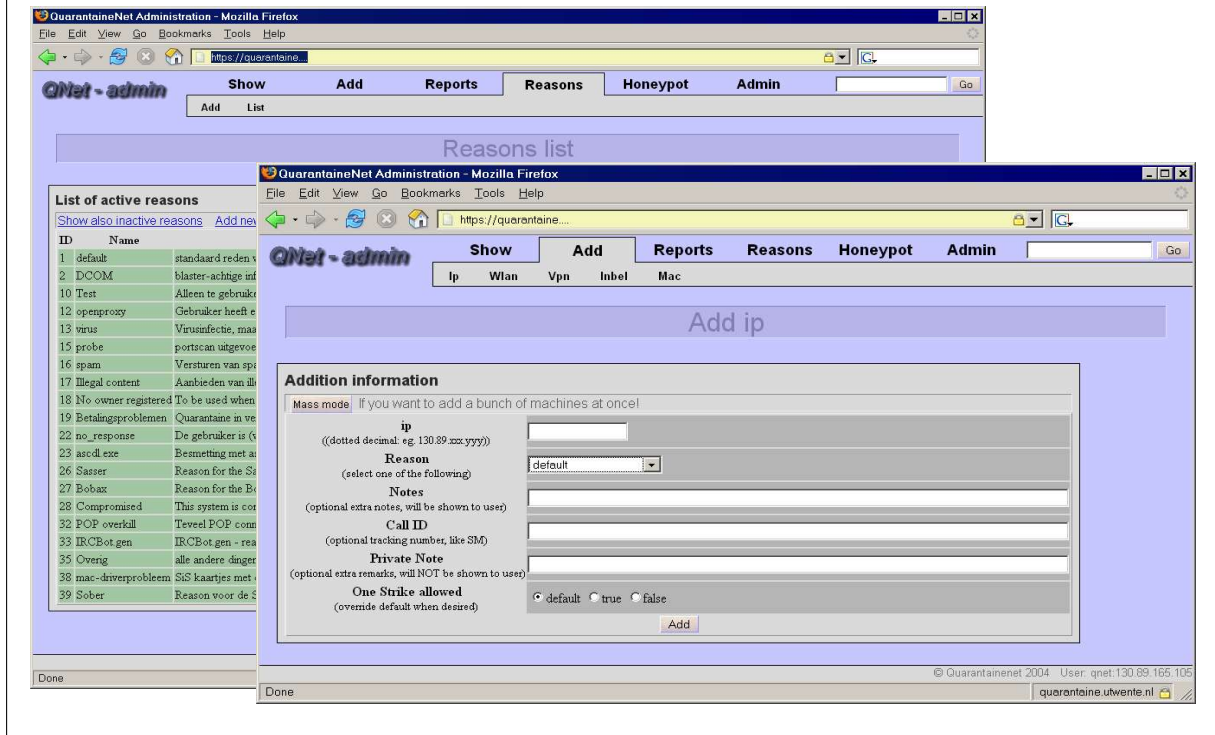 QuarantaineNet Administration - Mozilla Firefox
File Edit View Go Bookmarks Tools Help
https://quarantaine....
G
QNet - admin
Show Add Reports Reasons Honeypot Admin
Go
Add List
Reasons list
List of active reasons
Show also inactive reasons Add new
ID Name
1 default standaard reden v
2 DCOM blaster-achtige inf
10 Test Alleen te gebruike
12 openproxy Gebruiker heeft e
13 virus Virusinfectie, maa
15 probe portscan uitgevoe
16 spam Versturen van spa
17 Illegal content Aanbieden van ille
18 No owner registered To be used when
19 Betalingsproblemen Quarantaine in ve
22 no_response De gebruiker is (v
23 ascdl.exe Besmetting met as
26 Sasser Reason for the Sa
27 Bobax Reason for the Bo
28 Compromised This system is cor
32 POP overkill Teveel POP conn
33 IRCBot.gen IRCBot.gen - rea
35 Overig alle andere dinger
38 mac-driverprobleem SiS kaartjes met
39 Sober Reason voor de S
Done
QuarantaineNet Administration - Mozilla Firefox
File Edit View Go Bookmarks Tools Help
https://quarantaine....
G
QNet - admin
Show Add Reports Reasons Honeypot Admin
Go
Ip Wlan Vpn Inbel Mac
Add ip
Addition information
Mass mode If you want to add a bunch of machines at once!
ip
((dotted decimal: eg. 130.89.xxx.yyy))
Reason
(select one of the following)
default
Notes
(optional extra notes, will be shown to user)
Call ID
(optional tracking number, like SM)
Private Note
(optional extra remarks, will NOT be shown to user)
One Strike allowed
(override default when desired)
default true false
Add
© Quarantainenet 2004 User: qnet:130.89.165.105
Done
quarantaine.utwente.nl